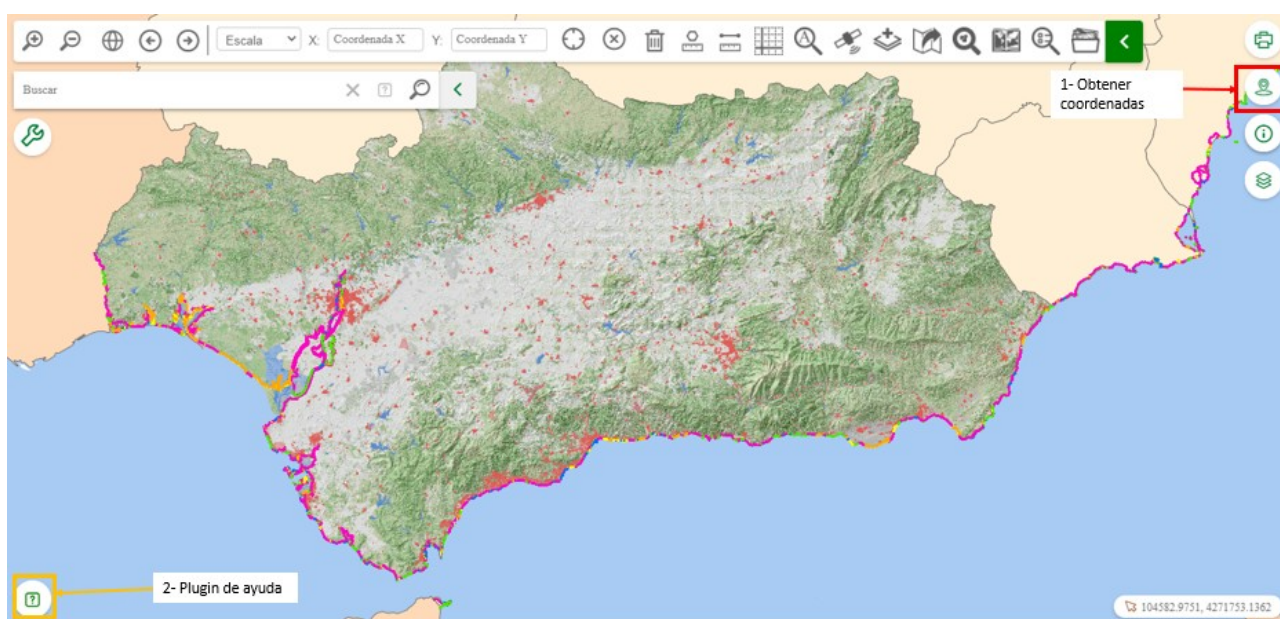 Escala X: Coordenada X Y: Coordenada Y
Buscar
1- Obtener
coordenadas
2- Plugin de ayuda
104582.9751, 4271753.1362